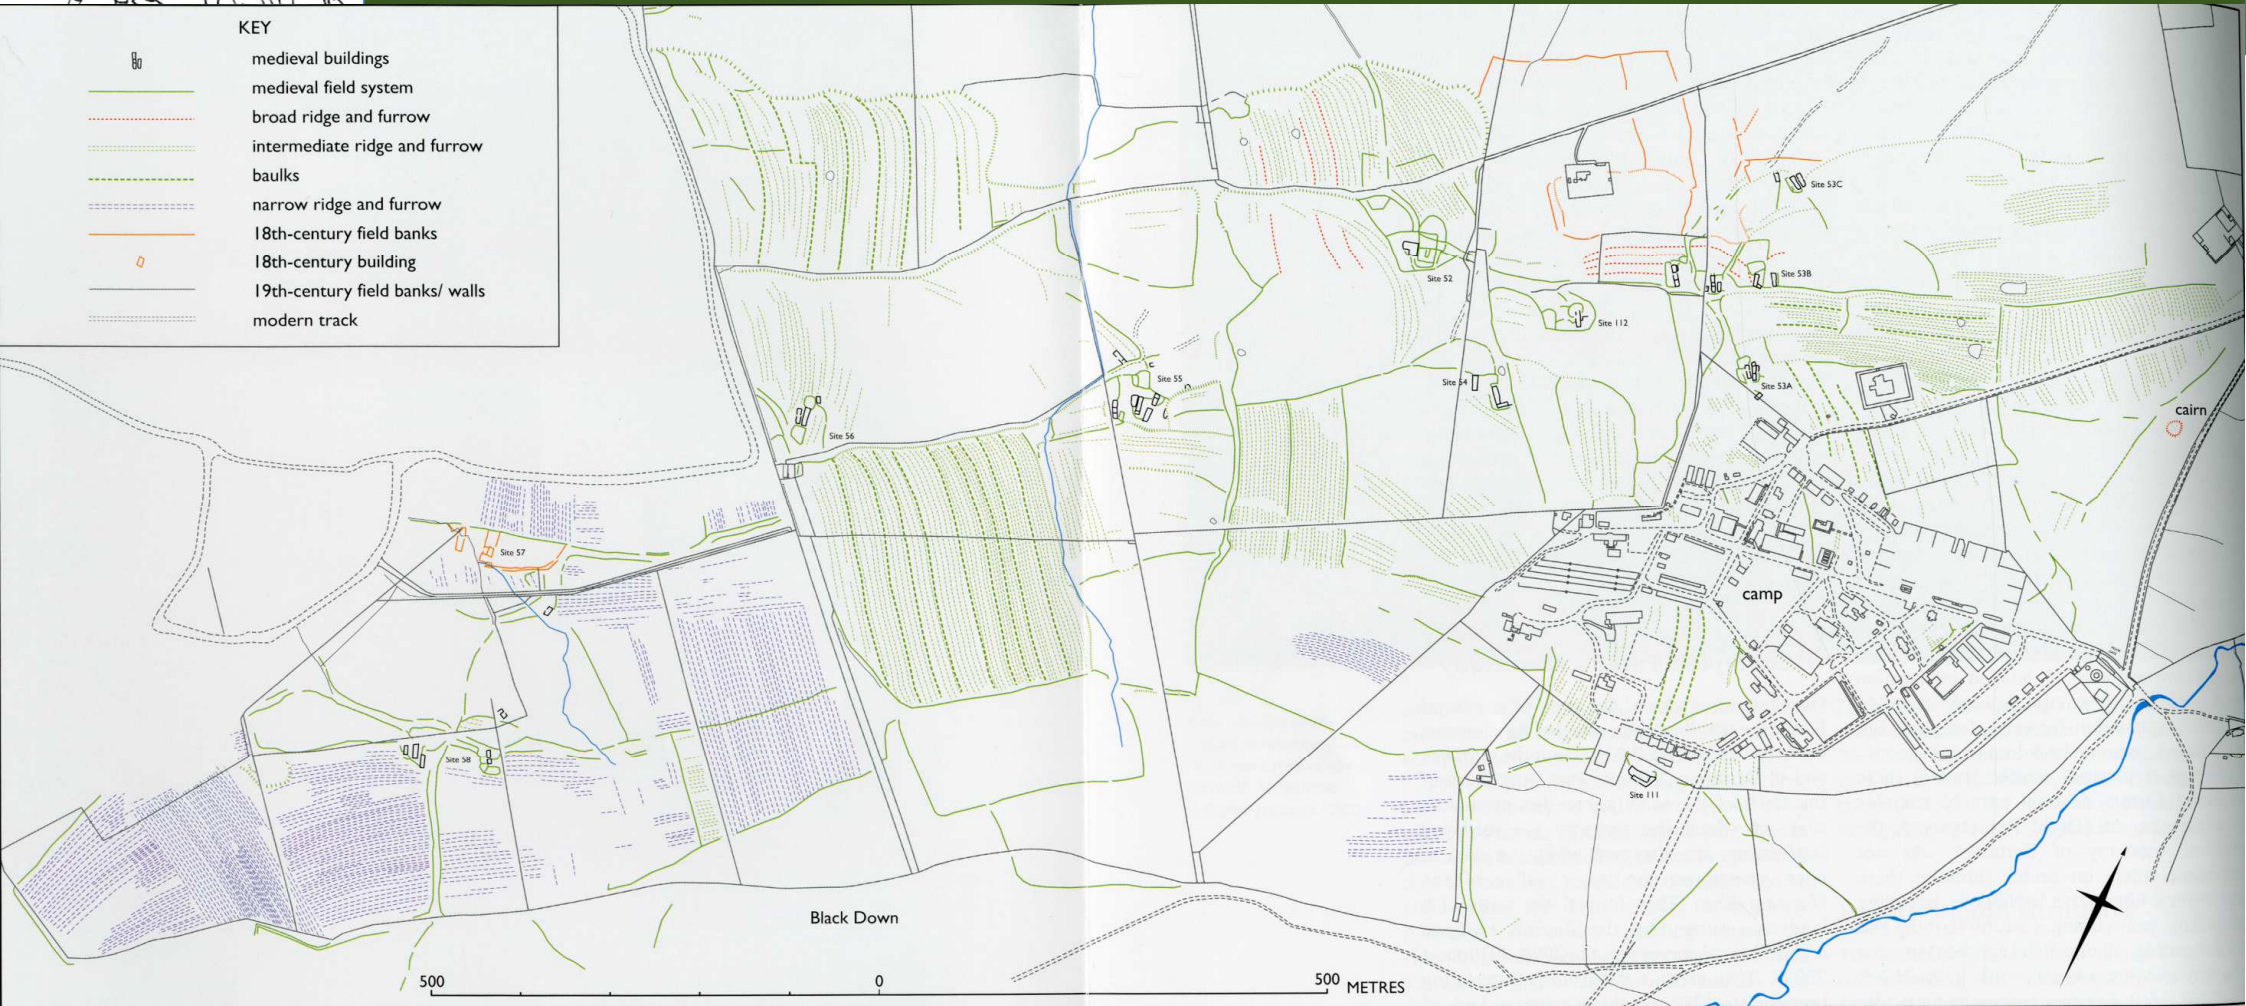 KEY
medieval buildings
medieval field system
broad ridge and furrow
intermediate ridge and furrow
baulks
narrow ridge and furrow
18th-century field banks
18th-century building
19th-century field banks/ walls
modern track
Site 53C
Site 52
Site 53B
Site 112
Site 55
Site 54
Site 53A
cairn
Site 56
Site 57
camp
Site 58
Site 111
Black Down
500
0
500 METRES